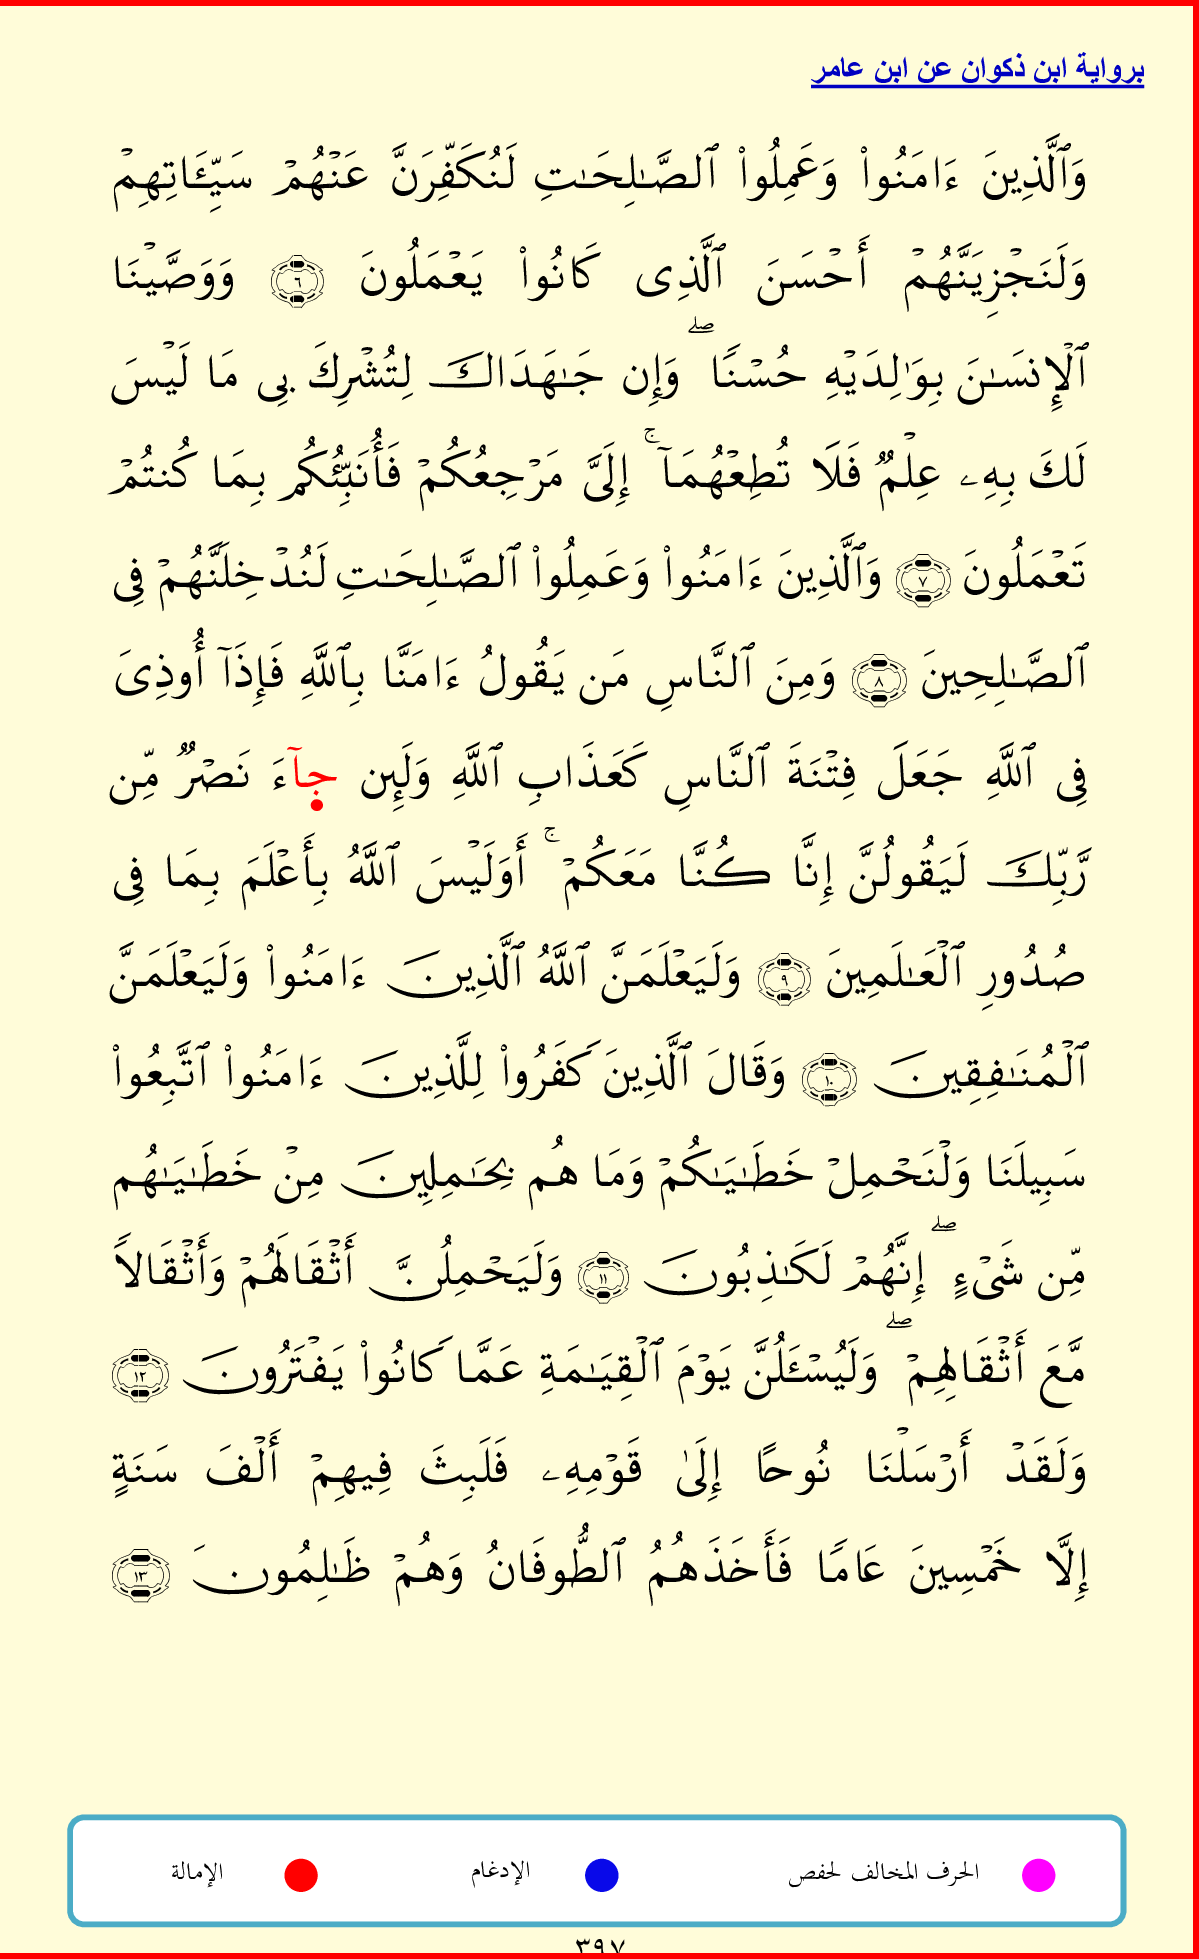 برواية ابن ذكوان عن ابن عامر
وَٱلَّذِينَ ءَامَنُوا۟ وَعَمِلُوا۟ ٱلصَّـٰلِحَـٰتِ لَنُكَفِّرَنَّ عَنْهُمْ سَيِّـَٔاتِهِمْ
وَلَنَجْزِيَنَّهُمْ أَحْسَنَ ٱلَّذِى كَانُوا۟ يَعْمَلُونَ ٦ وَوَصَّيْنَا
ٱلْإِنسَـٰنَ بِوَٰلِدَيْهِ حُسْنًا ۖ وَإِن جَـٰهَدَاكَ لِتُشْرِكَ بِى مَا لَيْسَ
لَكَ بِهِۦ عِلْمٌ فَلَا تُطِعْهُمَآ ۚ إِلَىَّ مَرْجِعُكُمْ فَأُنَبِّئُكُم بِمَا كُنتُمْ
تَعْمَلُونَ ٧ وَٱلَّذِينَ ءَامَنُوا۟ وَعَمِلُوا۟ ٱلصَّـٰلِحَـٰتِ لَنُدْخِلَنَّهُمْ فِى
ٱلصَّـٰلِحِينَ ٨ وَمِنَ ٱلنَّاسِ مَن يَقُولُ ءَامَنَّا بِٱللَّهِ فَإِذَآ أُوذِىَ
فِى ٱللَّهِ جَعَلَ فِتْنَةَ ٱلنَّاسِ كَعَذَابِ ٱللَّهِ وَلَئِن جآءَ نَصْرٌ مِّن
رَّبِّكَ لَيَقُولُنَّ إِنَّا كُنَّا مَعَكُمْ ۚ أَوَلَيْسَ ٱللَّهُ بِأَعْلَمَ بِمَا فِى
صُدُورِ ٱلْعَـٰلَمِينَ ٩ وَلَيَعْلَمَنَّ ٱللَّهُ ٱلَّذِينَ ءَامَنُوا۟ وَلَيَعْلَمَنَّ
ٱلْمُنَـٰفِقِينَ ١٠ وَقَالَ ٱلَّذِينَ كَفَرُوا۟ لِلَّذِينَ ءَامَنُوا۟ ٱتَّبِعُوا۟
سَبِيلَنَا وَلْنَحْمِلْ خَطَـٰيَـٰكُمْ وَمَا هُم بِحَـٰمِلِينَ مِنْ خَطَـٰيَـٰهُم
مِّن شَىْءٍ ۖ إِنَّهُمْ لَكَـٰذِبُونَ ١١ وَلَيَحْمِلُنَّ أَثْقَالَهُمْ وَأَثْقَالًا
مَّعَ أَثْقَالِهِمْ ۖ وَلَيُسْـَٔلُنَّ يَوْمَ ٱلْقِيَـٰمَةِ عَمَّا كَانُوا۟ يَفْتَرُونَ ١٢
وَلَقَدْ أَرْسَلْنَا نُوحًا إِلَىٰ قَوْمِهِۦ فَلَبِثَ فِيهِمْ أَلْفَ سَنَةٍ
إِلَّا خَمْسِينَ عَامًا فَأَخَذَهُمُ ٱلطُّوفَانُ وَهُمْ ظَـٰلِمُونَ ١٣
الحرف المخالف لحفص الإدغام الإمالة
٣٩٧